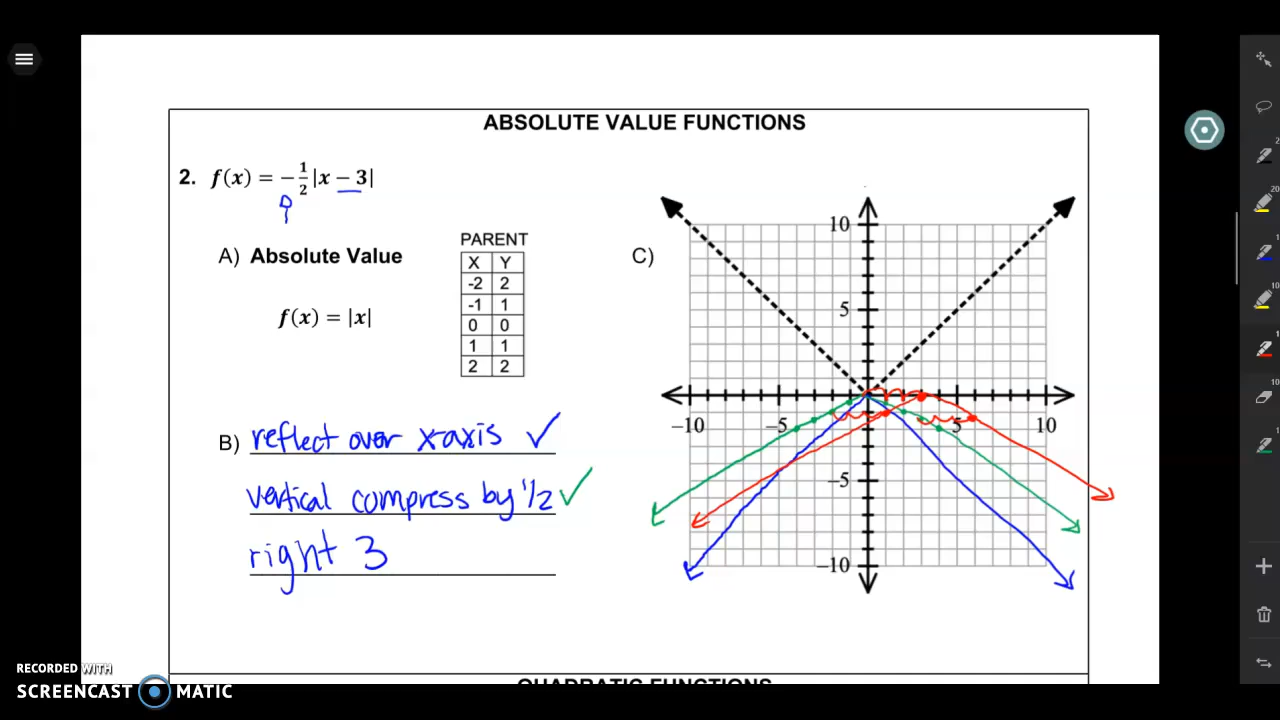 ABSOLUTE VALUE FUNCTIONS
2. f(x) = -1/2|x - 3|
A) Absolute Value
f(x) = |x|
PARENT
X Y
-2 2
-1 1
0 0
1 1
2 2
B) reflect over x-axis ✓
vertical compress by 1/2 ✓
right 3
C)
10
5
-10 -5 5 10
-5
-10
RECORDED WITH
SCREENCAST MATIC